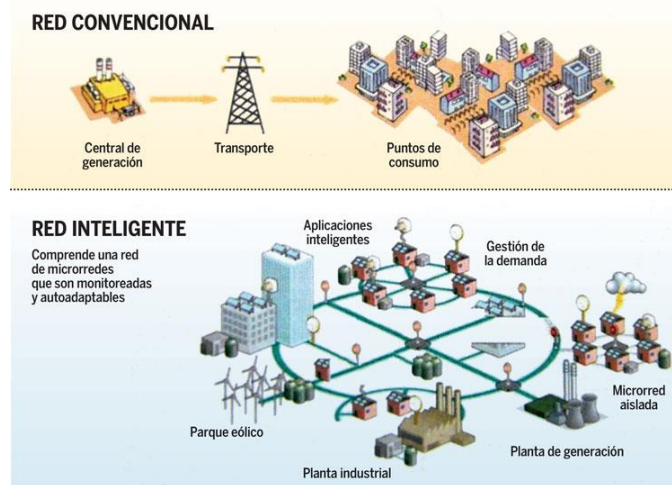 RED CONVENCIONAL
Central de
generación
Transporte
Puntos de
consumo
RED INTELIGENTE
Comprende una red
de microrredes
que son monitoreadas
y autoadaptables
Aplicaciones
inteligentes
Gestión de
la demanda
Microrred
aislada
Parque eólico
Planta de generación
Planta industrial